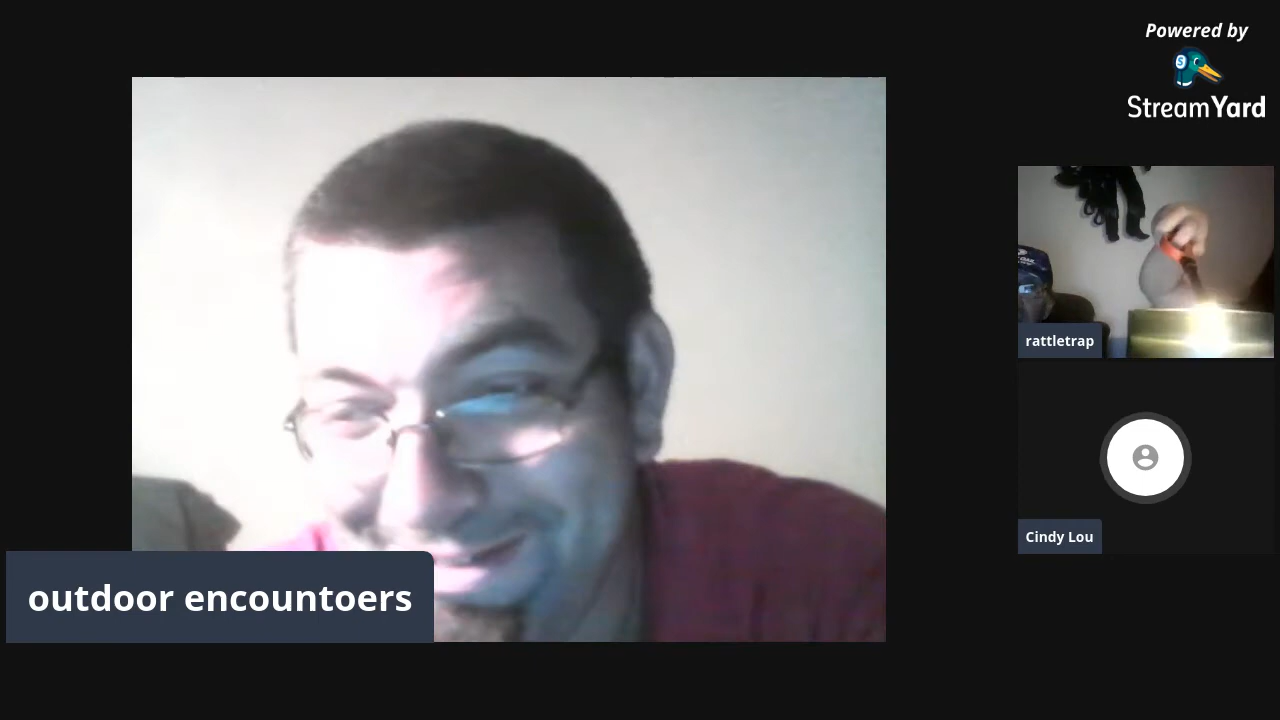 Powered by
StreamYard
rattletrap
Cindy Lou
outdoor encountoers